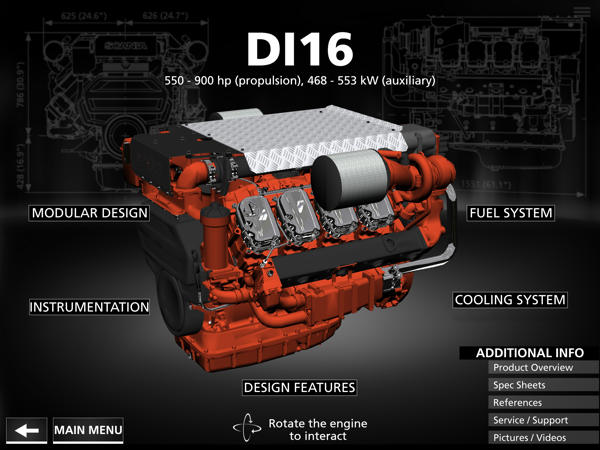 625 (24.6")
626 (24.7")
SCANIA
786 (30.9")
428 (16.9")
1551 (61.1")
DI16
550 - 900 hp (propulsion), 468 - 553 kW (auxiliary)
MODULAR DESIGN
FUEL SYSTEM
INSTRUMENTATION
COOLING SYSTEM
DESIGN FEATURES
ADDITIONAL INFO
Product Overview
Spec Sheets
References
Service / Support
Pictures / Videos
MAIN MENU
Rotate the engine
to interact